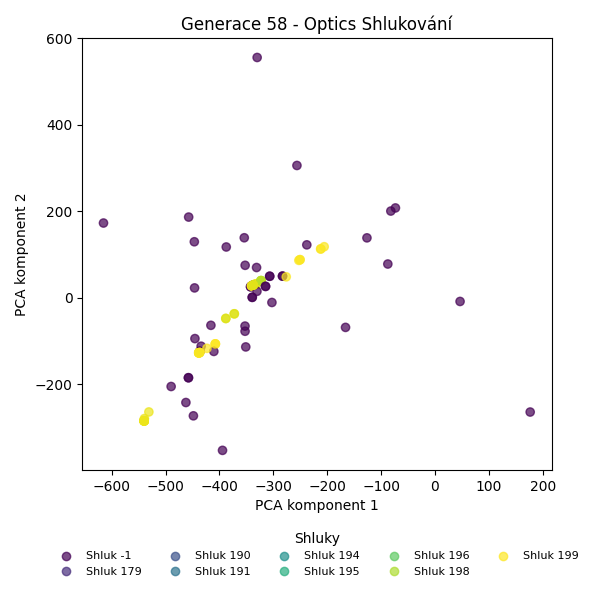 Generace 58 - Optics Shlukování
600
400
200
0
−200
PCA komponent 2
−600 −500 −400 −300 −200 −100 0 100 200
PCA komponent 1
Shluky
Shluk -1 Shluk 190 Shluk 194 Shluk 196 Shluk 199
Shluk 179 Shluk 191 Shluk 195 Shluk 198